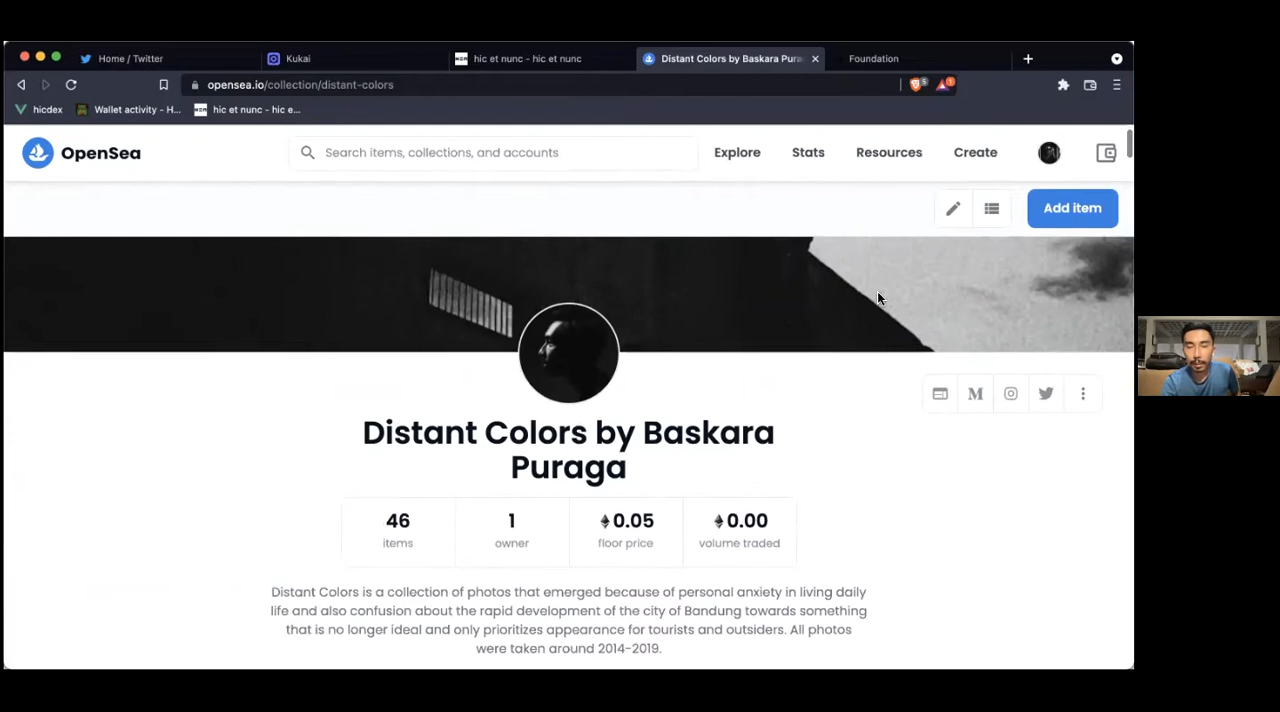 Home / Twitter
Kukai
hic et nunc - hic et nunc
Distant Colors by Baskara Pura
Foundation
opensea.io/collection/distant-colors
5
1
hicdex
Wallet activity - H...
hic et nunc - hic e...
OpenSea
Search items, collections, and accounts
Explore
Stats
Resources
Create
Add item
M
Distant Colors by Baskara
Puraga
46
1
0.05
0.00
items
owner
floor price
volume traded
Distant Colors is a collection of photos that emerged because of personal anxiety in living daily
life and also confusion about the rapid development of the city of Bandung towards something
that is no longer ideal and only prioritizes appearance for tourists and outsiders. All photos
were taken around 2014-2019.